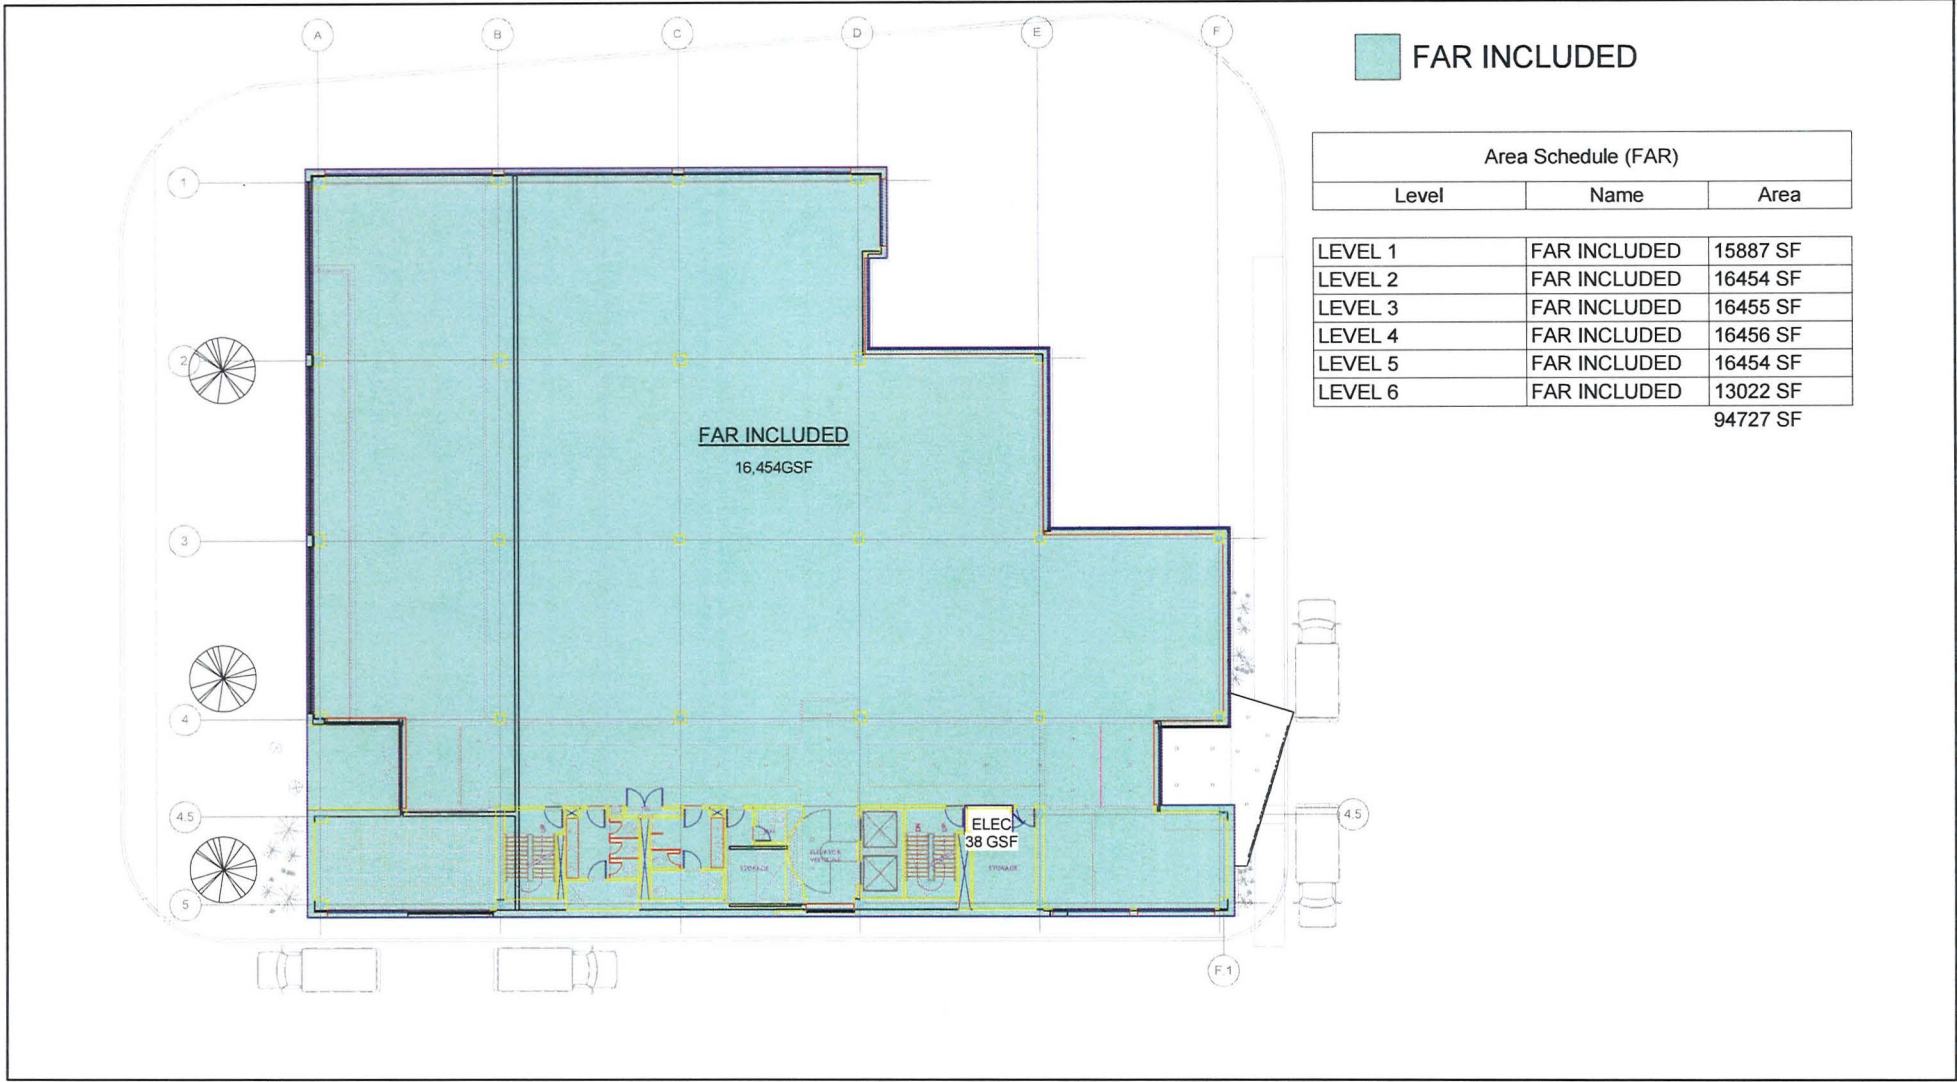 A
B
C
D
E
F
FAR INCLUDED
Area Schedule (FAR)
Level Name Area
LEVEL 1 FAR INCLUDED 15887 SF
LEVEL 2 FAR INCLUDED 16454 SF
LEVEL 3 FAR INCLUDED 16455 SF
LEVEL 4 FAR INCLUDED 16456 SF
LEVEL 5 FAR INCLUDED 16454 SF
LEVEL 6 FAR INCLUDED 13022 SF
94727 SF
1
2
FAR INCLUDED
16,454GSF
3
4
4.5
4.5
ELEC
38 GSF
STORAGE
STORAGE
5
F.1